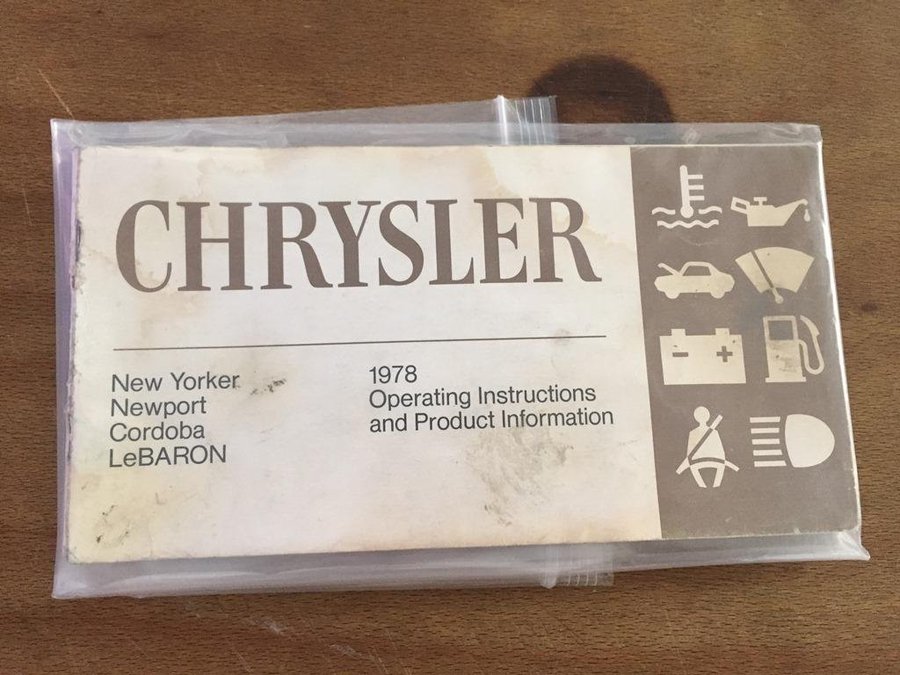 CHRYSLER
New Yorker
Newport
Cordoba
LeBARON
1978
Operating Instructions
and Product Information